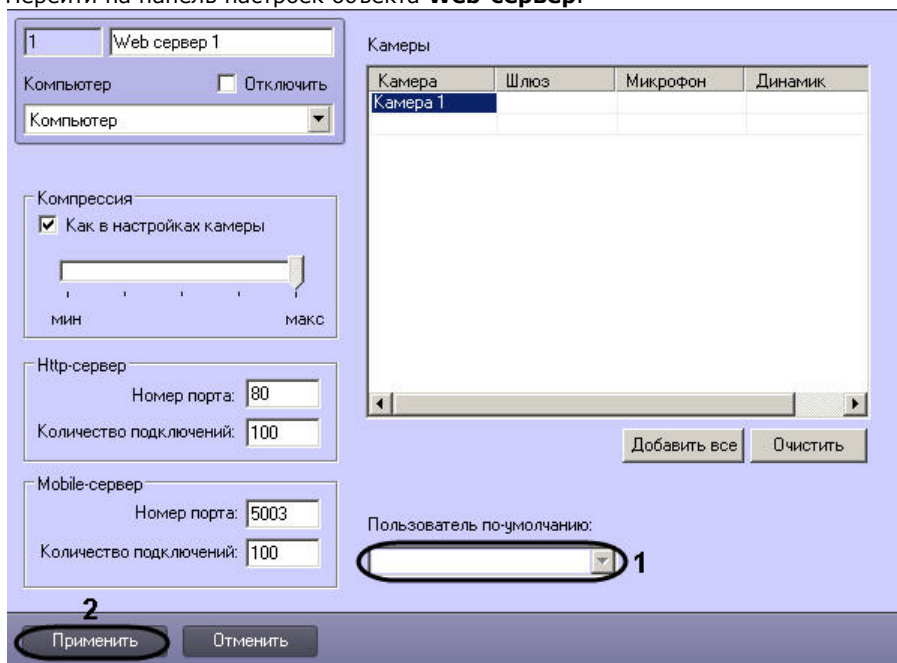 Перейти на панель настроек объекта Web-сервер.
1
Web сервер 1
Компьютер
Отключить
Компьютер
Компрессия
Как в настройках камеры
мин
макс
Http-сервер
Номер порта: 80
Количество подключений: 100
Mobile-сервер
Номер порта: 5003
Количество подключений: 100
Камеры
Камера Шлюз Микрофон Динамик
Камера 1
Добавить все Очистить
Пользователь по-умолчанию:
1
2
Применить Отменить